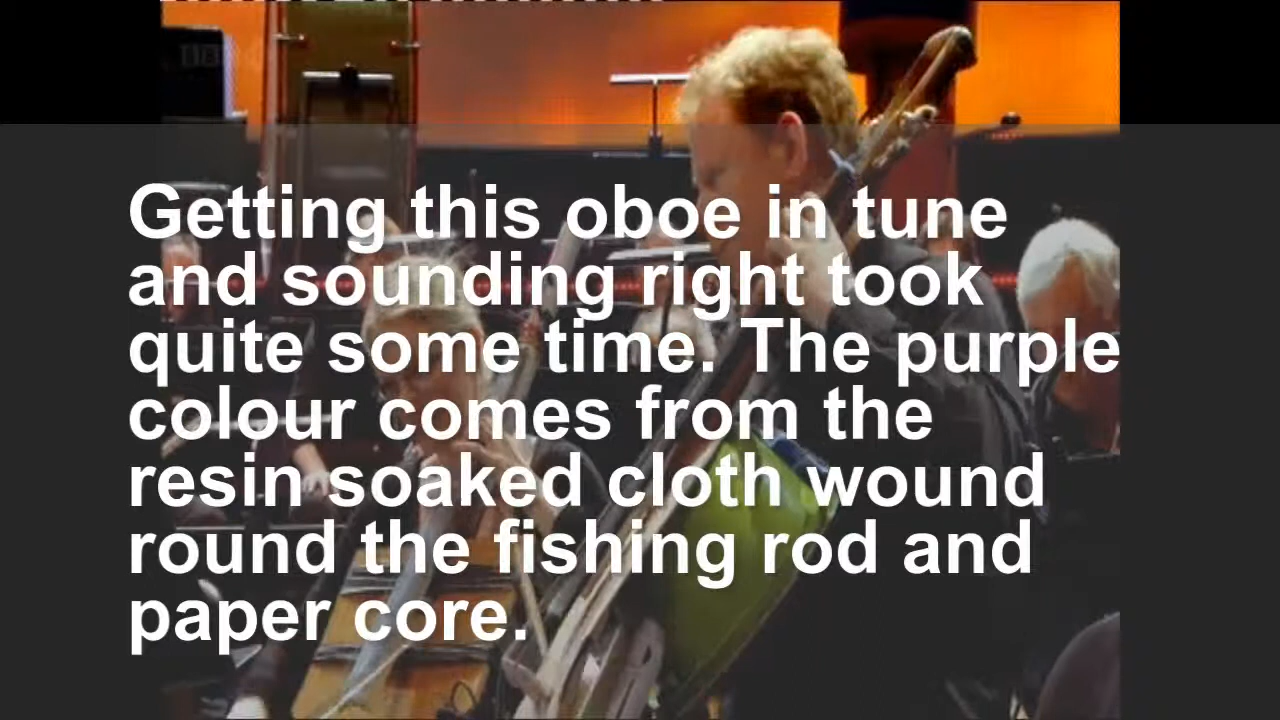 BBC
Getting this oboe in tune
and sounding right took
quite some time. The purple
colour comes from the
resin soaked cloth wound
round the fishing rod and
paper core.